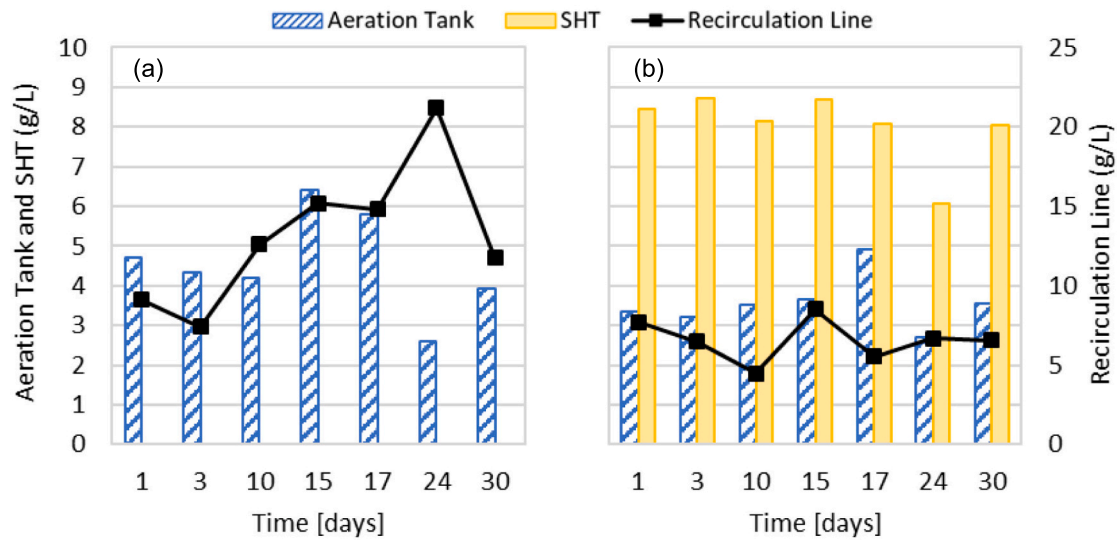 Aeration Tank SHT Recirculation Line
(a)
(b)
Aeration Tank and SHT (g/L)
10
9
8
7
6
5
4
3
2
1
0
1 3 10 15 17 24 30
Time [days]
1 3 10 15 17 24 30
Time [days]
25
20
15
10
5
0
Recirculation Line (g/L)